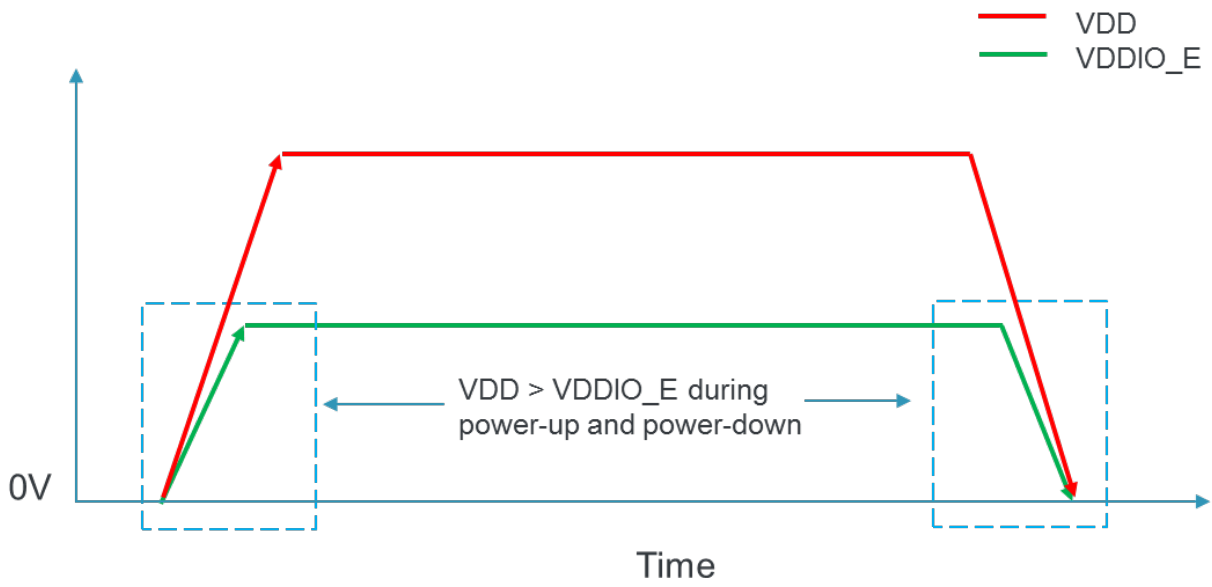 VDD
VDDIO_E
VDD > VDDIO_E during
power-up and power-down
0V
Time